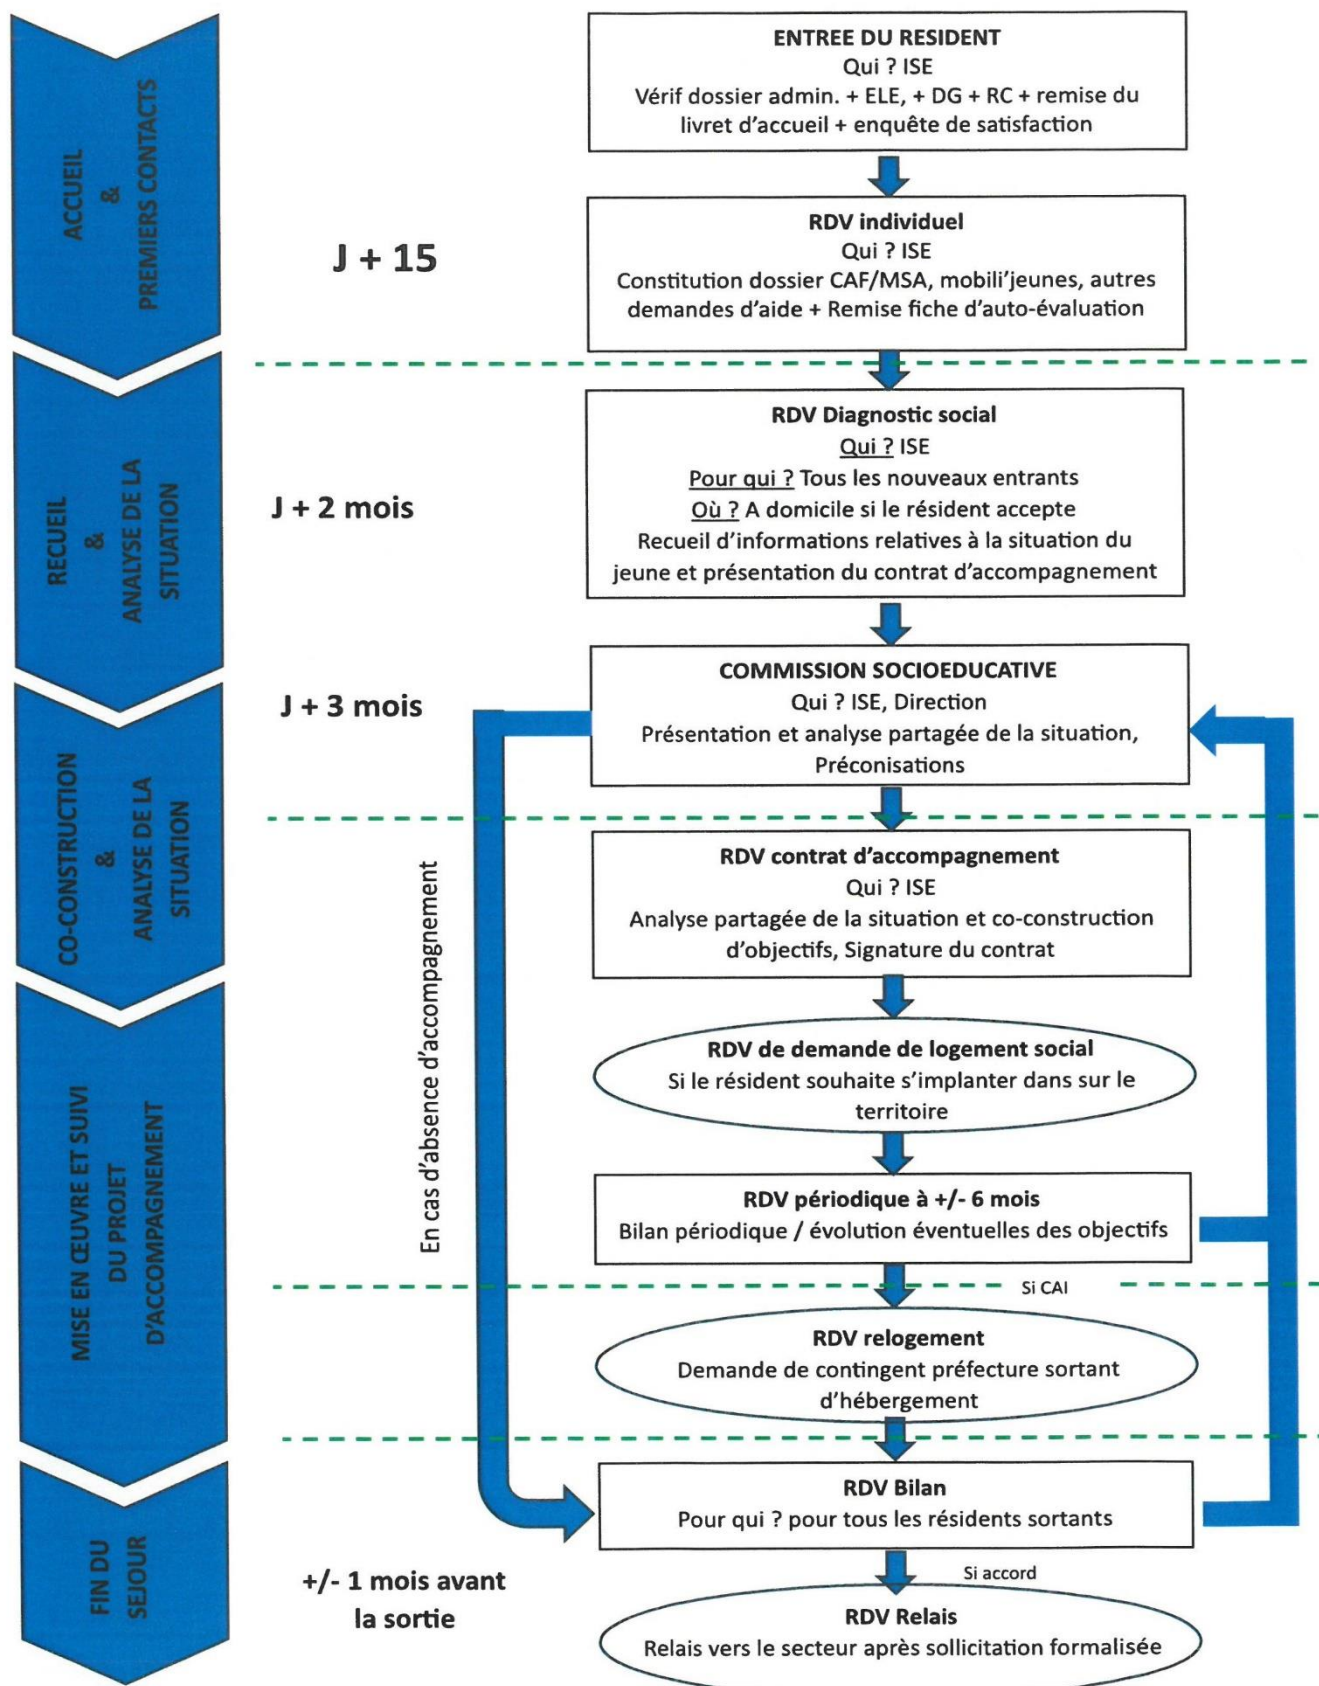 ACCUEIL
&
PREMIERS CONTACTS
ENTREE DU RESIDENT
Qui ? ISE
Vérif dossier admin. + ELE, + DG + RC + remise du
livret d'accueil + enquête de satisfaction
J + 15
RDV individuel
Qui ? ISE
Constitution dossier CAF/MSA, mobili'jeunes, autres
demandes d'aide + Remise fiche d'auto-évaluation
RECUEIL
&
ANALYSE DE LA
SITUATION
J + 2 mois
RDV Diagnostic social
Qui ? ISE
Pour qui ? Tous les nouveaux entrants
Où ? A domicile si le résident accepte
Recueil d'informations relatives à la situation du
jeune et présentation du contrat d'accompagnement
J + 3 mois
COMMISSION SOCIOEDUCATIVE
Qui ? ISE, Direction
Présentation et analyse partagée de la situation,
Préconisations
CO-CONSTRUCTION
&
ANALYSE DE LA
SITUATION
En cas d'absence d'accompagnement
RDV contrat d'accompagnement
Qui ? ISE
Analyse partagée de la situation et co-construction
d'objectifs, Signature du contrat
MISE EN ŒUVRE ET SUIVI
DU PROJET
D'ACCOMPAGNEMENT
RDV de demande de logement social
Si le résident souhaite s'implanter dans sur le
territoire
RDV périodique à +/- 6 mois
Bilan périodique / évolution éventuelles des objectifs
Si CAI
RDV relogement
Demande de contingent préfecture sortant
d'hébergement
FIN DU
SEJOUR
RDV Bilan
Pour qui ? pour tous les résidents sortants
+/- 1 mois avant
la sortie
Si accord
RDV Relais
Relais vers le secteur après sollicitation formalisée